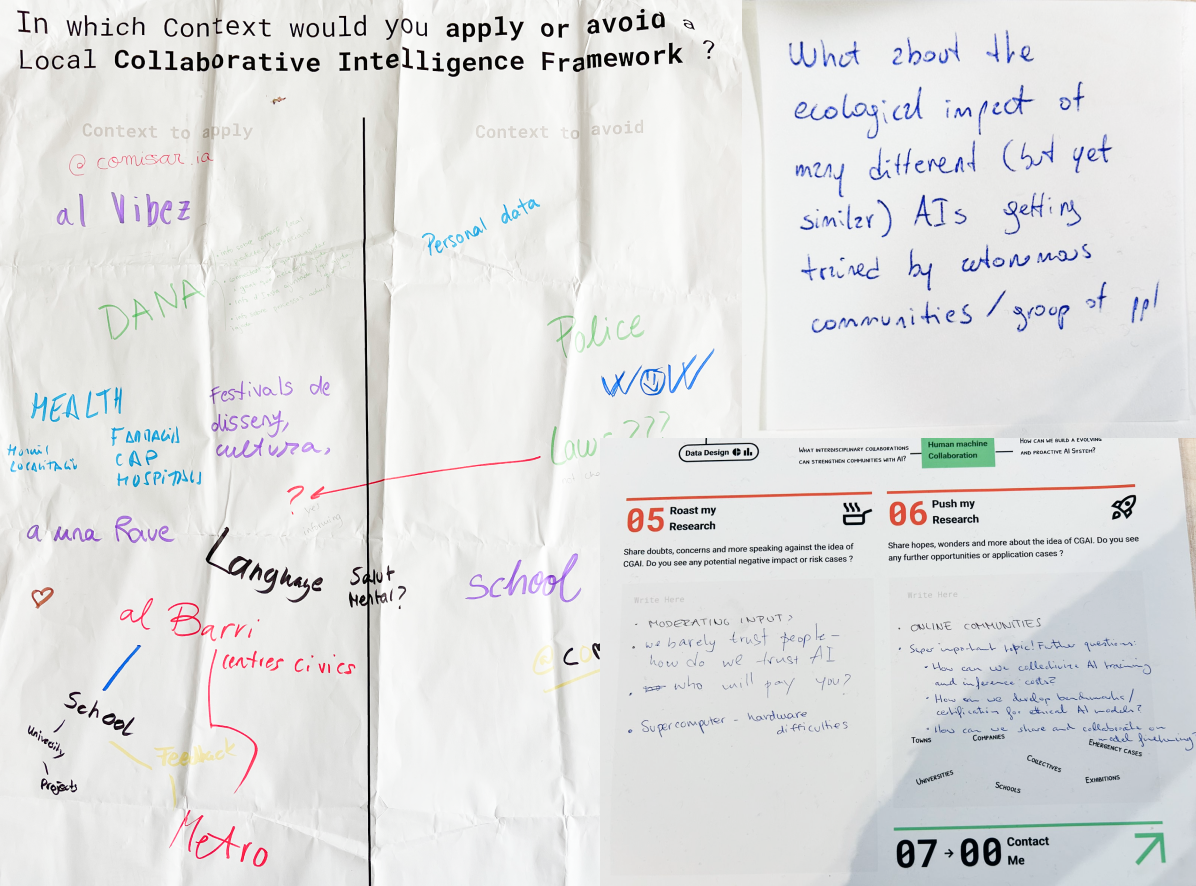 In which Context would you apply or avoid a
Local Collaborative Intelligence Framework ?
Context to apply
Context to avoid
@ comissar.ia
al Vibez
Personal data
DANA
Police
WOW
HEALTH
Festivals de
disseny,
cultura,
CAP
HOSPITALS
Law - ???
?
a una Rave
Language
Salut
Mental?
School
al Barri
centres civics
School
University
Projects
Feedback
Metro
What about the
ecological impact of
many different (but yet
similar) AIs getting
trained by autonomous
communities / group of ppl
Data Design
What interdisciplinary collaborations
can strengthen communities with AI?
Human machine
Collaboration
How can we build a evolving
and proactive AI System?
05 Roast my
Research
Share doubts, concerns and more speaking against the idea of
CGAI. Do you see any potential negative impact or risk cases ?
Write Here
• MODERATING INPUT?
• we barely trust people -
how do we trust AI
• who will pay you?
• Supercomputer - hardware
difficulties
06 Push my
Research
Share hopes, wonders and more about the idea of CGAI. Do you see
any further opportunities or application cases ?
Write Here
• ONLINE COMMUNITIES
• Super important topic! Futher questions:
• How can we collectivize AI training
and inference costs?
• How can we develop benchmarks/
certification for ethical AI models?
• How can we share and collaborate on
model finetuning
Towns
Companies
Emergency cases
Universities
Colectives
Schools
Exhibitions
07 → 00 Contact
Me